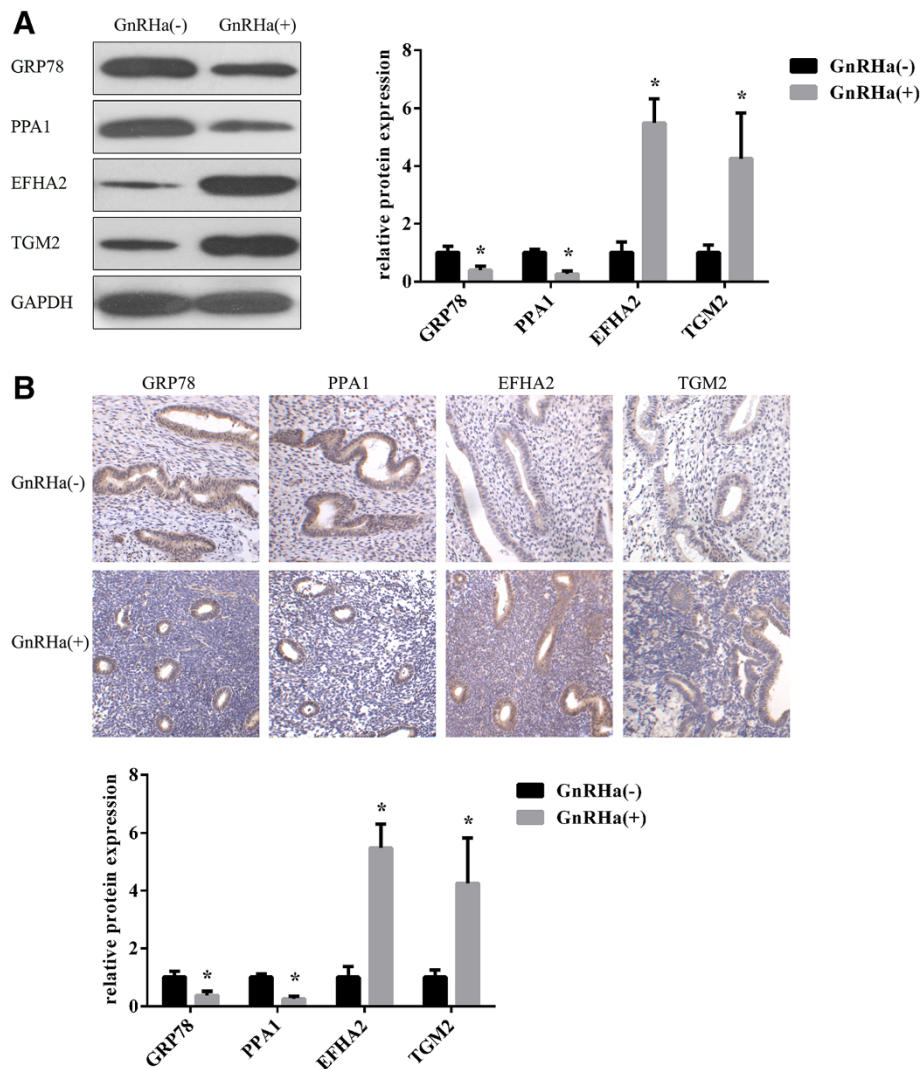 A
GnRHa(-) GnRHa(+)
GRP78
PPA1
EFHA2
TGM2
GAPDH
relative protein expression
8
6
4
2
0
* * * *
GRP78 PPA1 EFHA2 TGM2
GnRHa(-)
GnRHa(+)
B
GRP78 PPA1 EFHA2 TGM2
GnRHa(-)
GnRHa(+)
relative protein expression
8
6
4
2
0
* * * *
GRP78 PPA1 EFHA2 TGM2
GnRHa(-)
GnRHa(+)